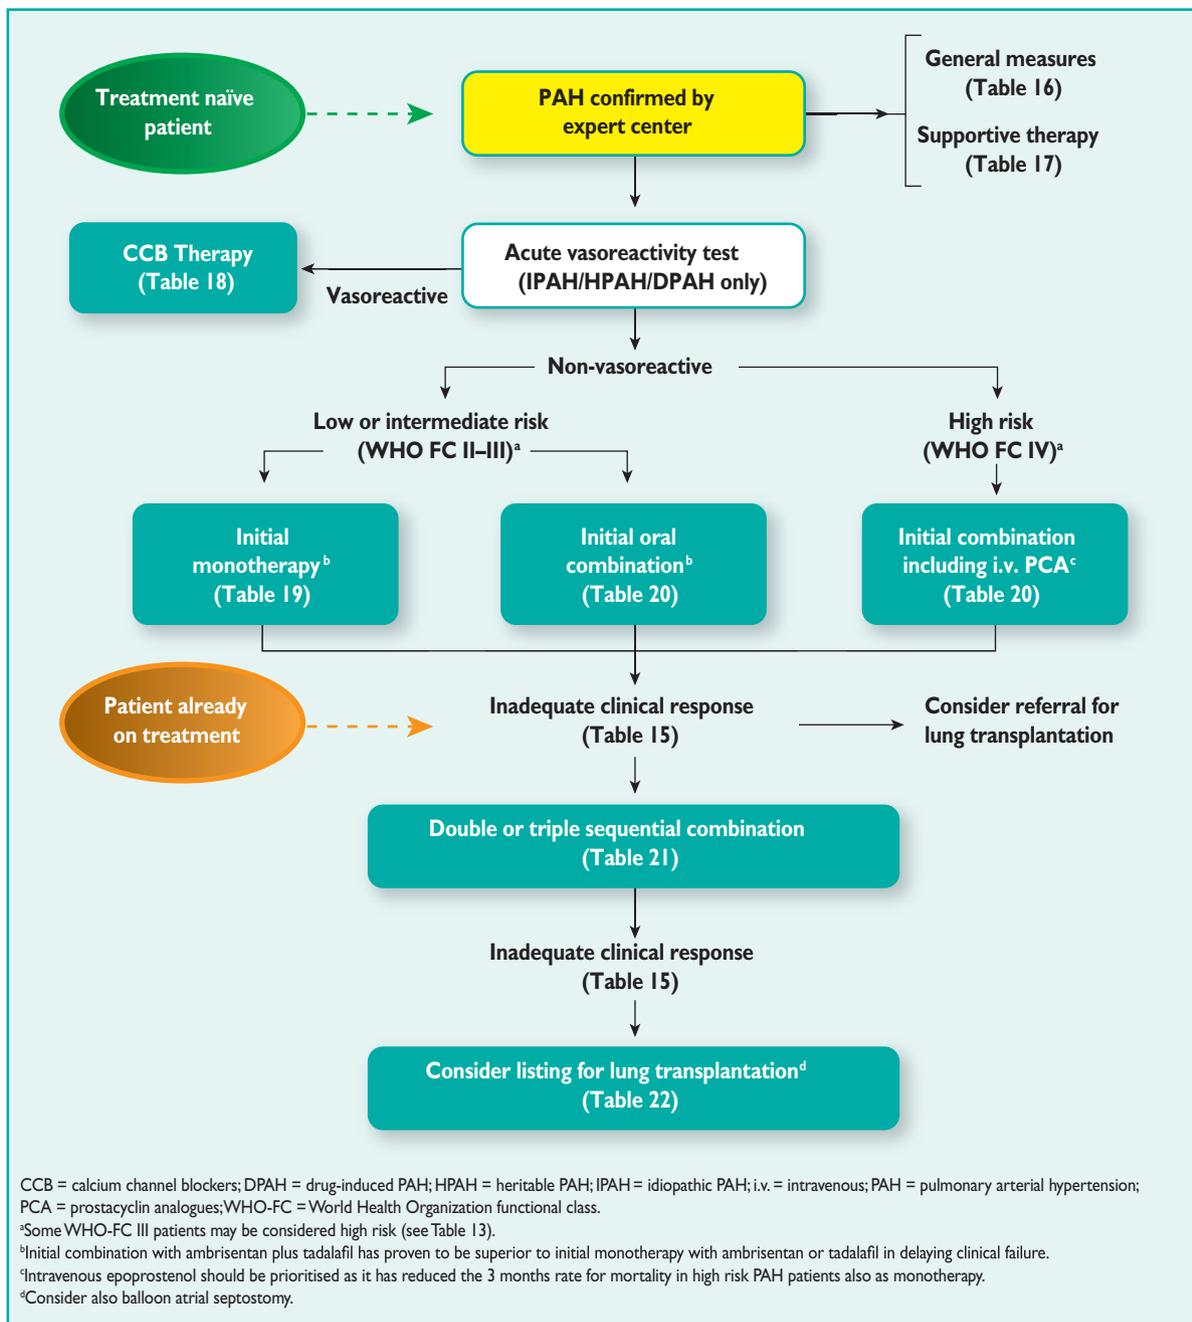 Treatment naïve
patient
PAH confirmed by
expert center
General measures
(Table 16)
Supportive therapy
(Table 17)
CCB Therapy
(Table 18)
Vasoreactive
Acute vasoreactivity test
(IPAH/HPAH/DPAH only)
Non-vasoreactive
Low or intermediate risk
(WHO FC II–III)ᵃ
High risk
(WHO FC IV)ᵃ
Initial
monotherapyᵇ
(Table 19)
Initial oral
combinationᵇ
(Table 20)
Initial combination
including i.v. PCAᶜ
(Table 20)
Patient already
on treatment
Inadequate clinical response
(Table 15)
Consider referral for
lung transplantation
Double or triple sequential combination
(Table 21)
Inadequate clinical response
(Table 15)
Consider listing for lung transplantationᵈ
(Table 22)
CCB = calcium channel blockers; DPAH = drug-induced PAH; HPAH = heritable PAH; IPAH = idiopathic PAH; i.v. = intravenous; PAH = pulmonary arterial hypertension;
PCA = prostacyclin analogues; WHO-FC = World Health Organization functional class.
ᵃSome WHO-FC III patients may be considered high risk (see Table 13).
ᵇInitial combination with ambrisentan plus tadalafil has proven to be superior to initial monotherapy with ambrisentan or tadalafil in delaying clinical failure.
ᶜIntravenous epoprostenol should be prioritised as it has reduced the 3 months rate for mortality in high risk PAH patients also as monotherapy.
ᵈConsider also balloon atrial septostomy.